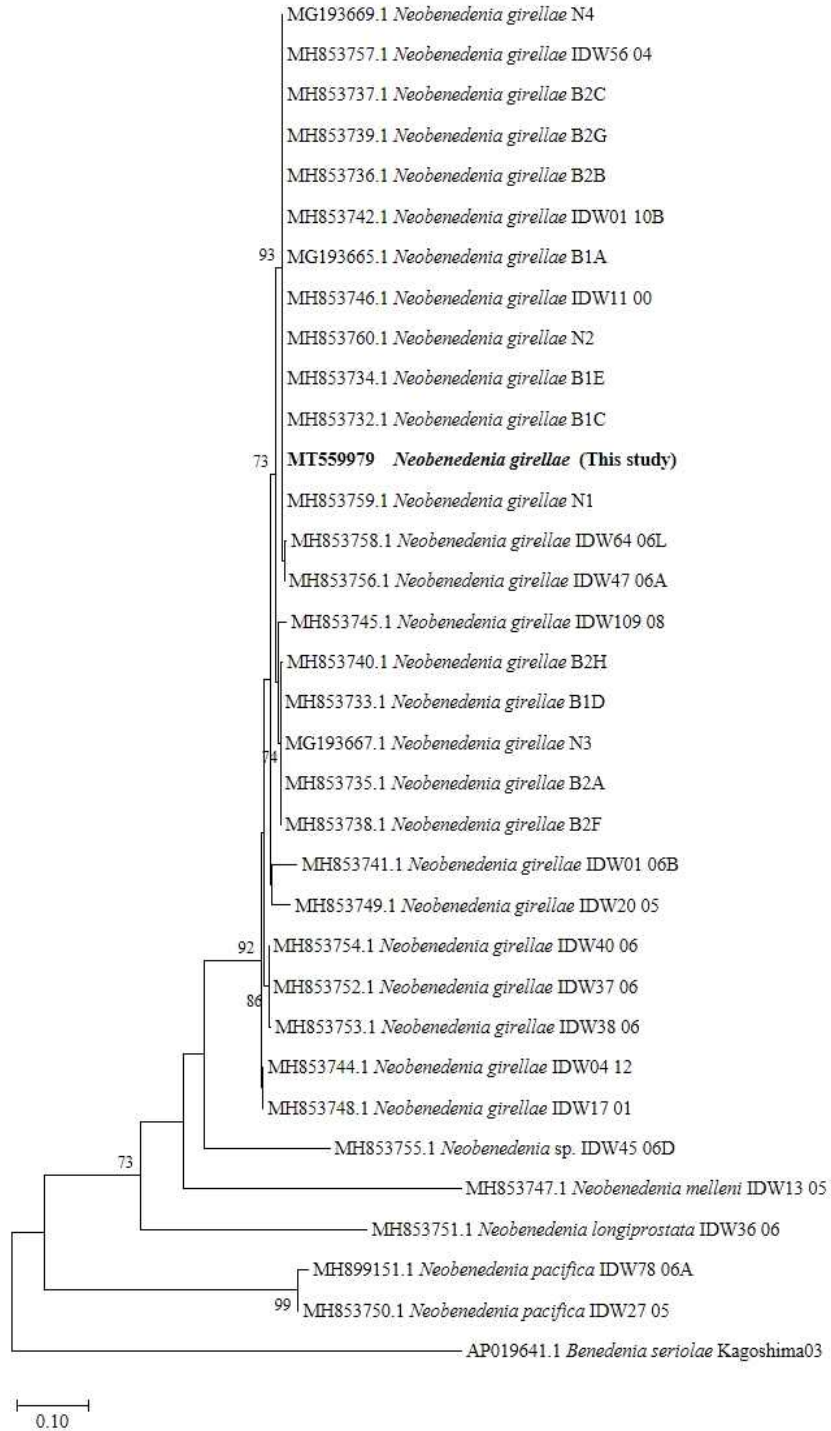 MG193669.1 Neobenedenia girellae N4
MH853757.1 Neobenedenia girellae IDW56 04
MH853737.1 Neobenedenia girellae B2C
MH853739.1 Neobenedenia girellae B2G
MH853736.1 Neobenedenia girellae B2B
MH853742.1 Neobenedenia girellae IDW01 10B
93
MG193665.1 Neobenedenia girellae B1A
MH853746.1 Neobenedenia girellae IDW11 00
MH853760.1 Neobenedenia girellae N2
MH853734.1 Neobenedenia girellae B1E
MH853732.1 Neobenedenia girellae B1C
73
MT559979 Neobenedenia girellae (This study)
MH853759.1 Neobenedenia girellae N1
MH853758.1 Neobenedenia girellae IDW64 06L
MH853756.1 Neobenedenia girellae IDW47 06A
MH853745.1 Neobenedenia girellae IDW109 08
MH853740.1 Neobenedenia girellae B2H
MH853733.1 Neobenedenia girellae B1D
MG193667.1 Neobenedenia girellae N3
74
MH853735.1 Neobenedenia girellae B2A
MH853738.1 Neobenedenia girellae B2F
MH853741.1 Neobenedenia girellae IDW01 06B
MH853749.1 Neobenedenia girellae IDW20 05
92
MH853754.1 Neobenedenia girellae IDW40 06
MH853752.1 Neobenedenia girellae IDW37 06
86
MH853753.1 Neobenedenia girellae IDW38 06
MH853744.1 Neobenedenia girellae IDW04 12
MH853748.1 Neobenedenia girellae IDW17 01
MH853755.1 Neobenedenia sp. IDW45 06D
73
MH853747.1 Neobenedenia melleni IDW13 05
MH853751.1 Neobenedenia longiprostata IDW36 06
MH899151.1 Neobenedenia pacifica IDW78 06A
99
MH853750.1 Neobenedenia pacifica IDW27 05
AP019641.1 Benedenia seriolae Kagoshima03
0.10